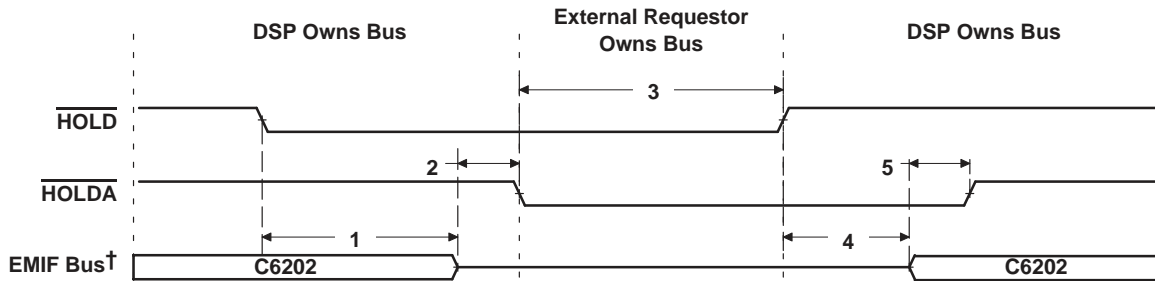 DSP Owns Bus
External Requestor
Owns Bus
DSP Owns Bus
3
HOLD
2
5
HOLDA
1
4
EMIF Bus†
C6202
C6202